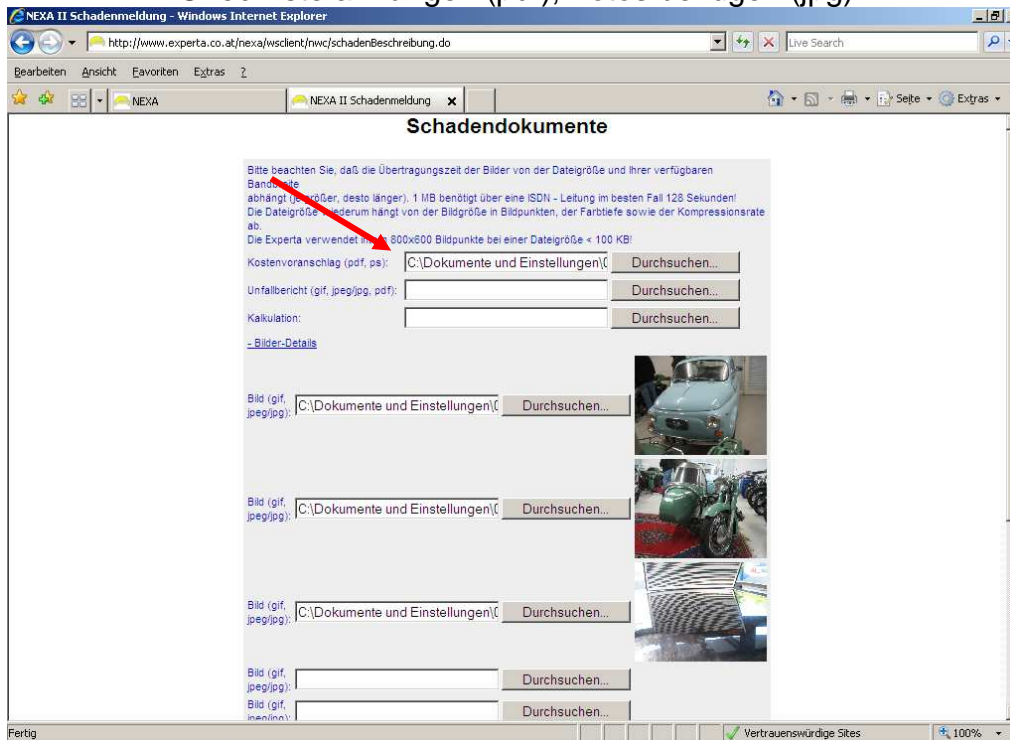 NEXA II Schadenmeldung - Windows Internet Explorer
http://www.experta.co.at/nexa/wsclient/nwc/schadenBeschreibung.do
Live Search
Bearbeiten Ansicht Favoriten Extras ?
NEXA
NEXA II Schadenmeldung
Seite
Extras
Schadendokumente
Bitte beachten Sie, daß die Übertragungszeit der Bilder von der Dateigröße und Ihrer verfügbaren
Bandbreite
abhängt (je größer, desto länger). 1 MB benötigt über eine ISDN - Leitung im besten Fall 128 Sekunden!
Die Dateigröße wiederum hängt von der Bildgröße in Bildpunkten, der Farbtiefe sowie der Kompressionsrate
ab.
Die Experta verwendet 800x600 Bildpunkte bei einer Dateigröße < 100 KB!
Kostenvoranschlag (pdf, ps): C:\Dokumente und Einstellungen\ Durchsuchen...
Unfallbericht (gif, jpeg/jpg, pdf): Durchsuchen...
Kalkulation: Durchsuchen...
- Bilder-Details
Bild (gif,
jpeg/jpg): C:\Dokumente und Einstellungen\ Durchsuchen...
Bild (gif,
jpeg/jpg): C:\Dokumente und Einstellungen\ Durchsuchen...
Bild (gif,
jpeg/jpg): C:\Dokumente und Einstellungen\ Durchsuchen...
Bild (gif,
jpeg/jpg): Durchsuchen...
Bild (gif,
jpeg/jpg): Durchsuchen...
Fertig
Vertrauenswürdige Sites
100%